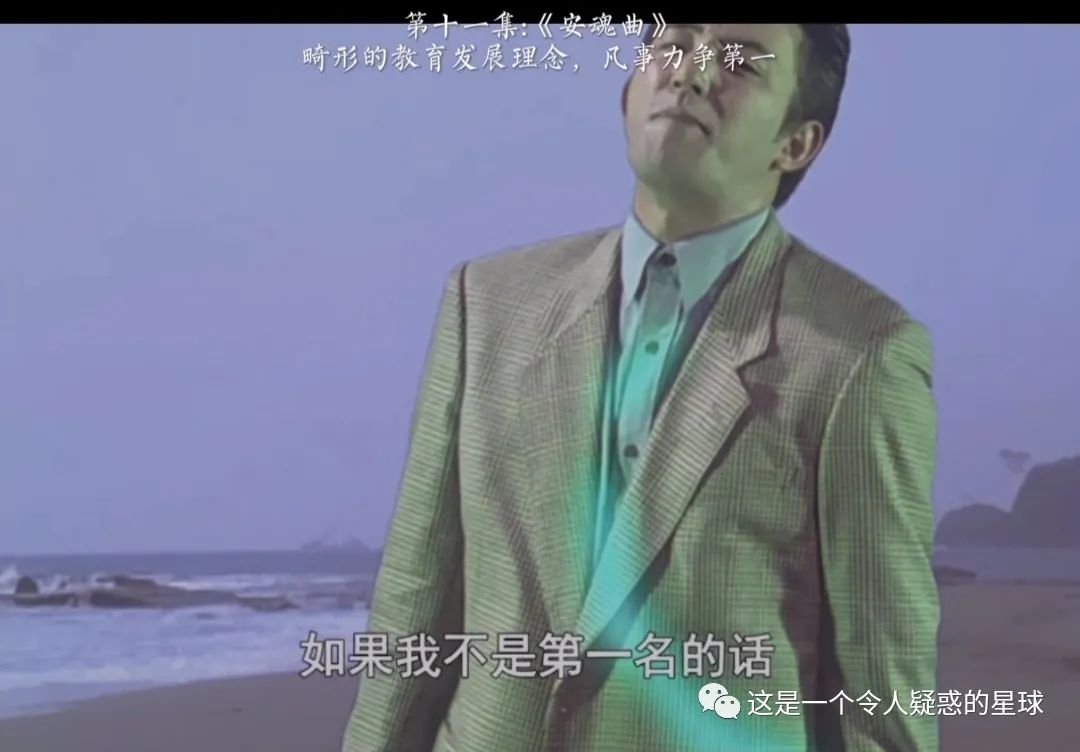 第十一集:《安魂曲》
畸形的教育发展理念，凡事力争第一
如果我不是第一名的话
这是一个令人疑惑的星球